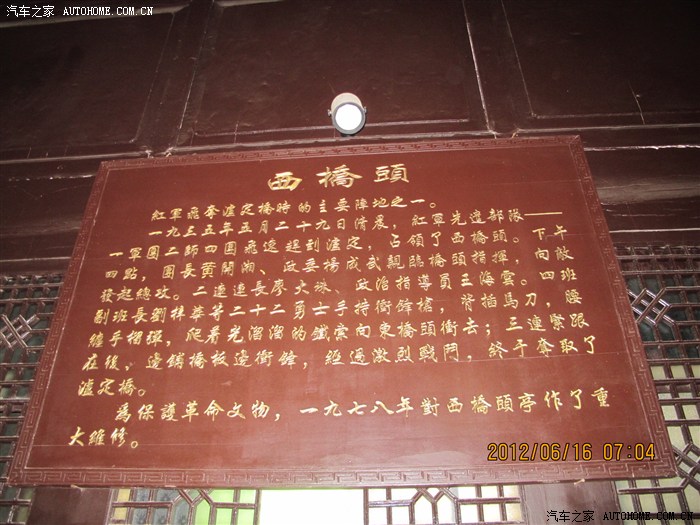 汽车之家 AUTOHOME.COM.CN
西橋頭
紅軍飛奪瀘定橋時的主要陣地之一。
一九三五年五月二十九日清晨，紅軍先遣部隊——
一軍團二師四團飛速趕到瀘定，占領了西橋頭。下午
四點，團長黄開湘、政委楊成武親臨橋頭指揮，向敵
發起總攻。二連連長廖大珠、政治指導員王海雲。四班
副班長劉梓華等二十二勇士手持衝鋒槍，背插馬刀，腰
纏手榴彈，爬着光溜溜的鐵索向東橋頭衝去；三連緊跟
在後、邊鋪橋板邊衝鋒，經過激烈戰鬥，終于奪取了
瀘定橋。
為保護革命文物，一九七八年對西橋頭亭作了重
大維修。
2012/06/16 07:04
汽车之家 AUTOHOME.COM.CN